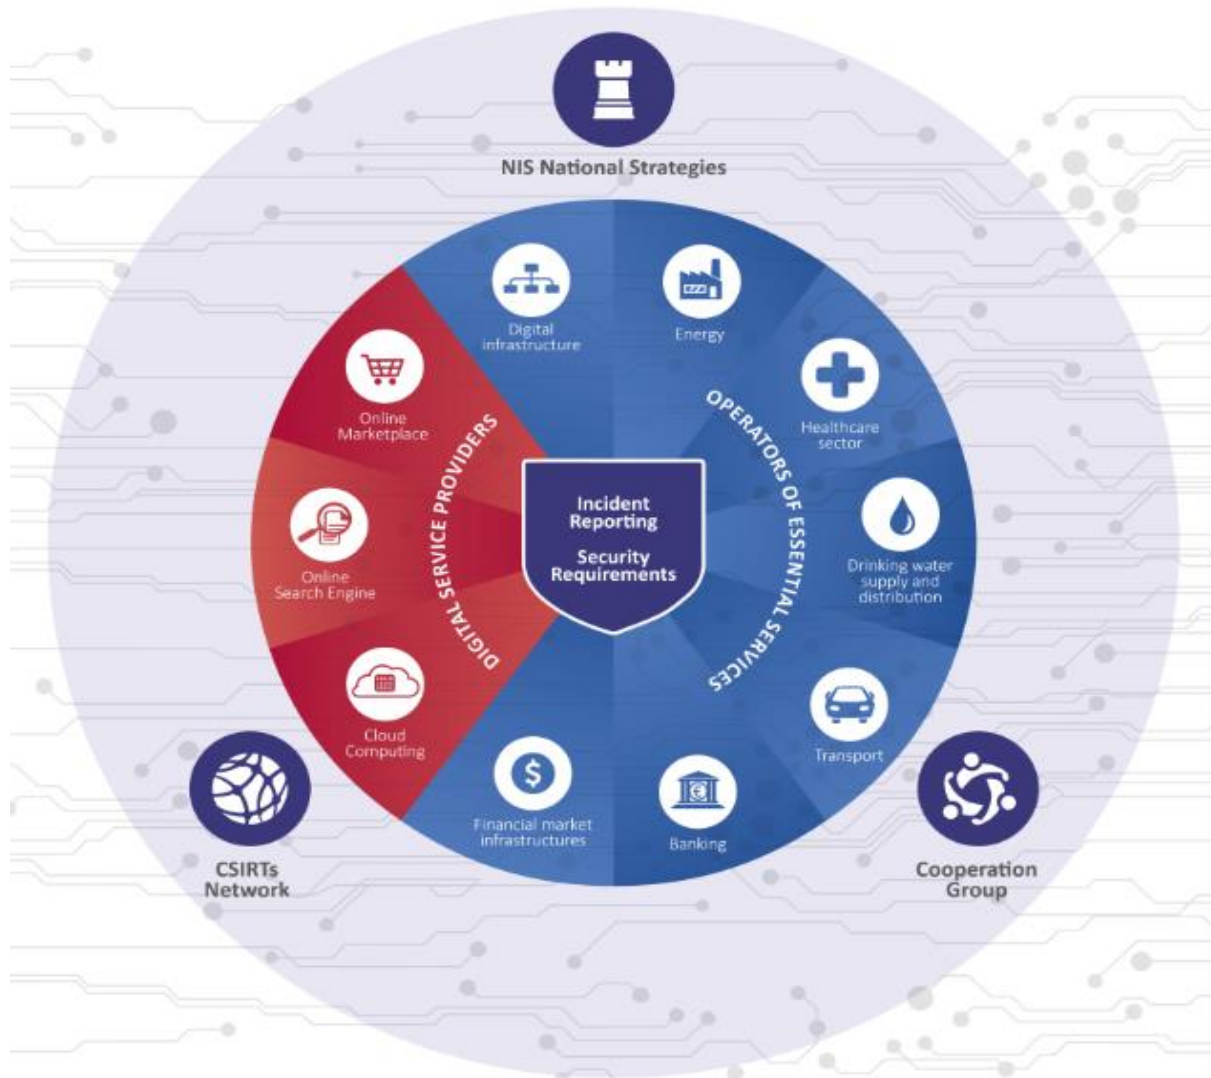 NIS National Strategies
Digital
infrastructure
Energy
Online
Marketplace
Healthcare
sector
DIGITAL SERVICE PROVIDERS
OPERATORS OF ESSENTIAL SERVICES
Incident
Reporting
Security
Requirements
Online
Search Engine
Drinking water
supply and
distribution
Cloud
Computing
Transport
Financial market
infrastructures
Banking
$
€
CSIRTs
Network
Cooperation
Group